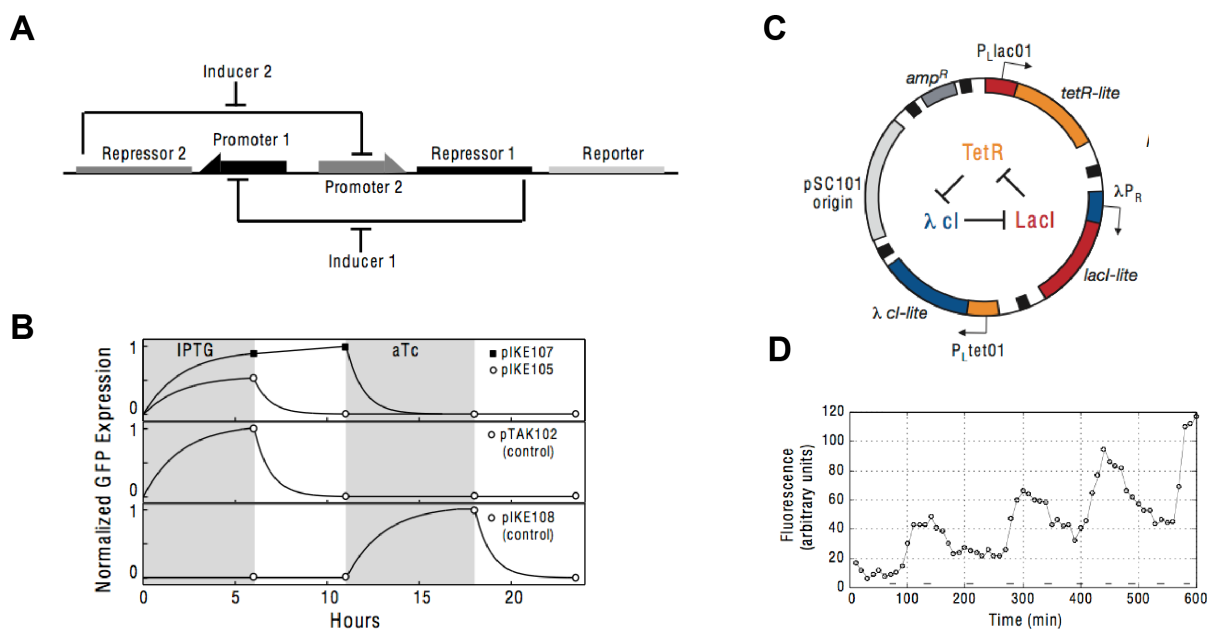 A
Inducer 2
Promoter 1
Repressor 2
Repressor 1
Reporter
Promoter 2
Inducer 1
B
Normalized GFP Expression
IPTG
aTc
1
0
pIKE107
pIKE105
1
0
pTAK102
(control)
1
0
pIKE108
(control)
0
5
10
15
20
Hours
C
PLlac01
ampR
tetR-lite
TetR
pSC101
origin
λPR
λ cI
LacI
lacI-lite
λ cI-lite
PLtet01
D
Fluorescence
(arbitrary units)
120
100
80
60
40
20
0
0
100
200
300
400
500
600
Time (min)